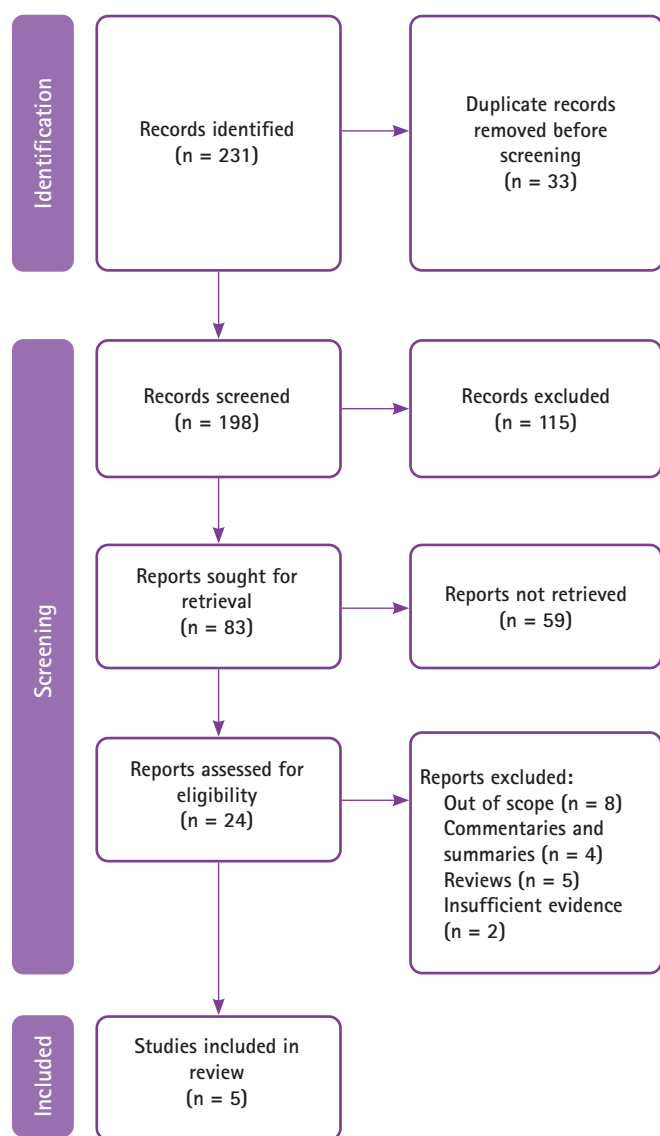 Identification
Records identified
(n = 231)
Duplicate records
removed before
screening
(n = 33)
Screening
Records screened
(n = 198)
Records excluded
(n = 115)
Reports sought for
retrieval
(n = 83)
Reports not retrieved
(n = 59)
Reports assessed for
eligibility
(n = 24)
Reports excluded:
Out of scope (n = 8)
Commentaries and
summaries (n = 4)
Reviews (n = 5)
Insufficient evidence
(n = 2)
Included
Studies included in
review
(n = 5)